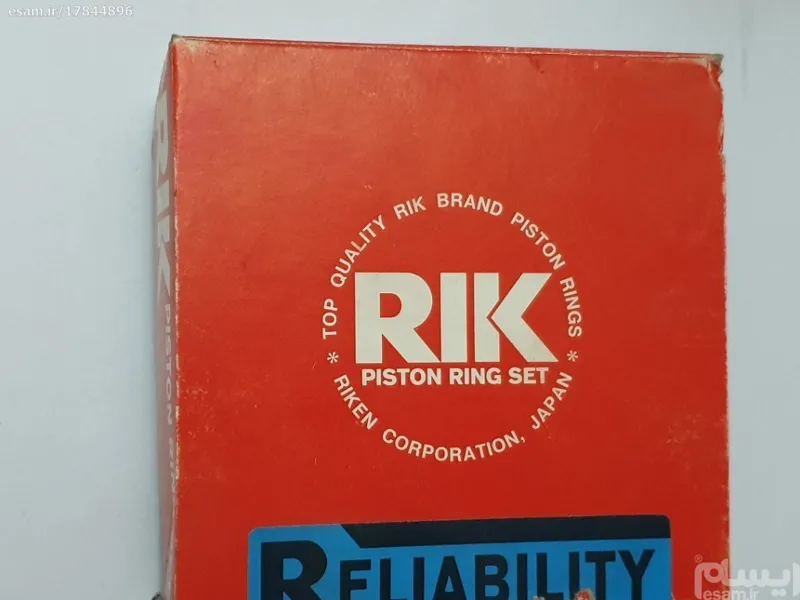 esam.ir/17844896
TOP QUALITY RIK BRAND PISTON RINGS
RIK
PISTON RING SET
* RIKEN CORPORATION, JAPAN *
RIK PISTON RIN
RELIABILITY
ایسام®
esam.ir